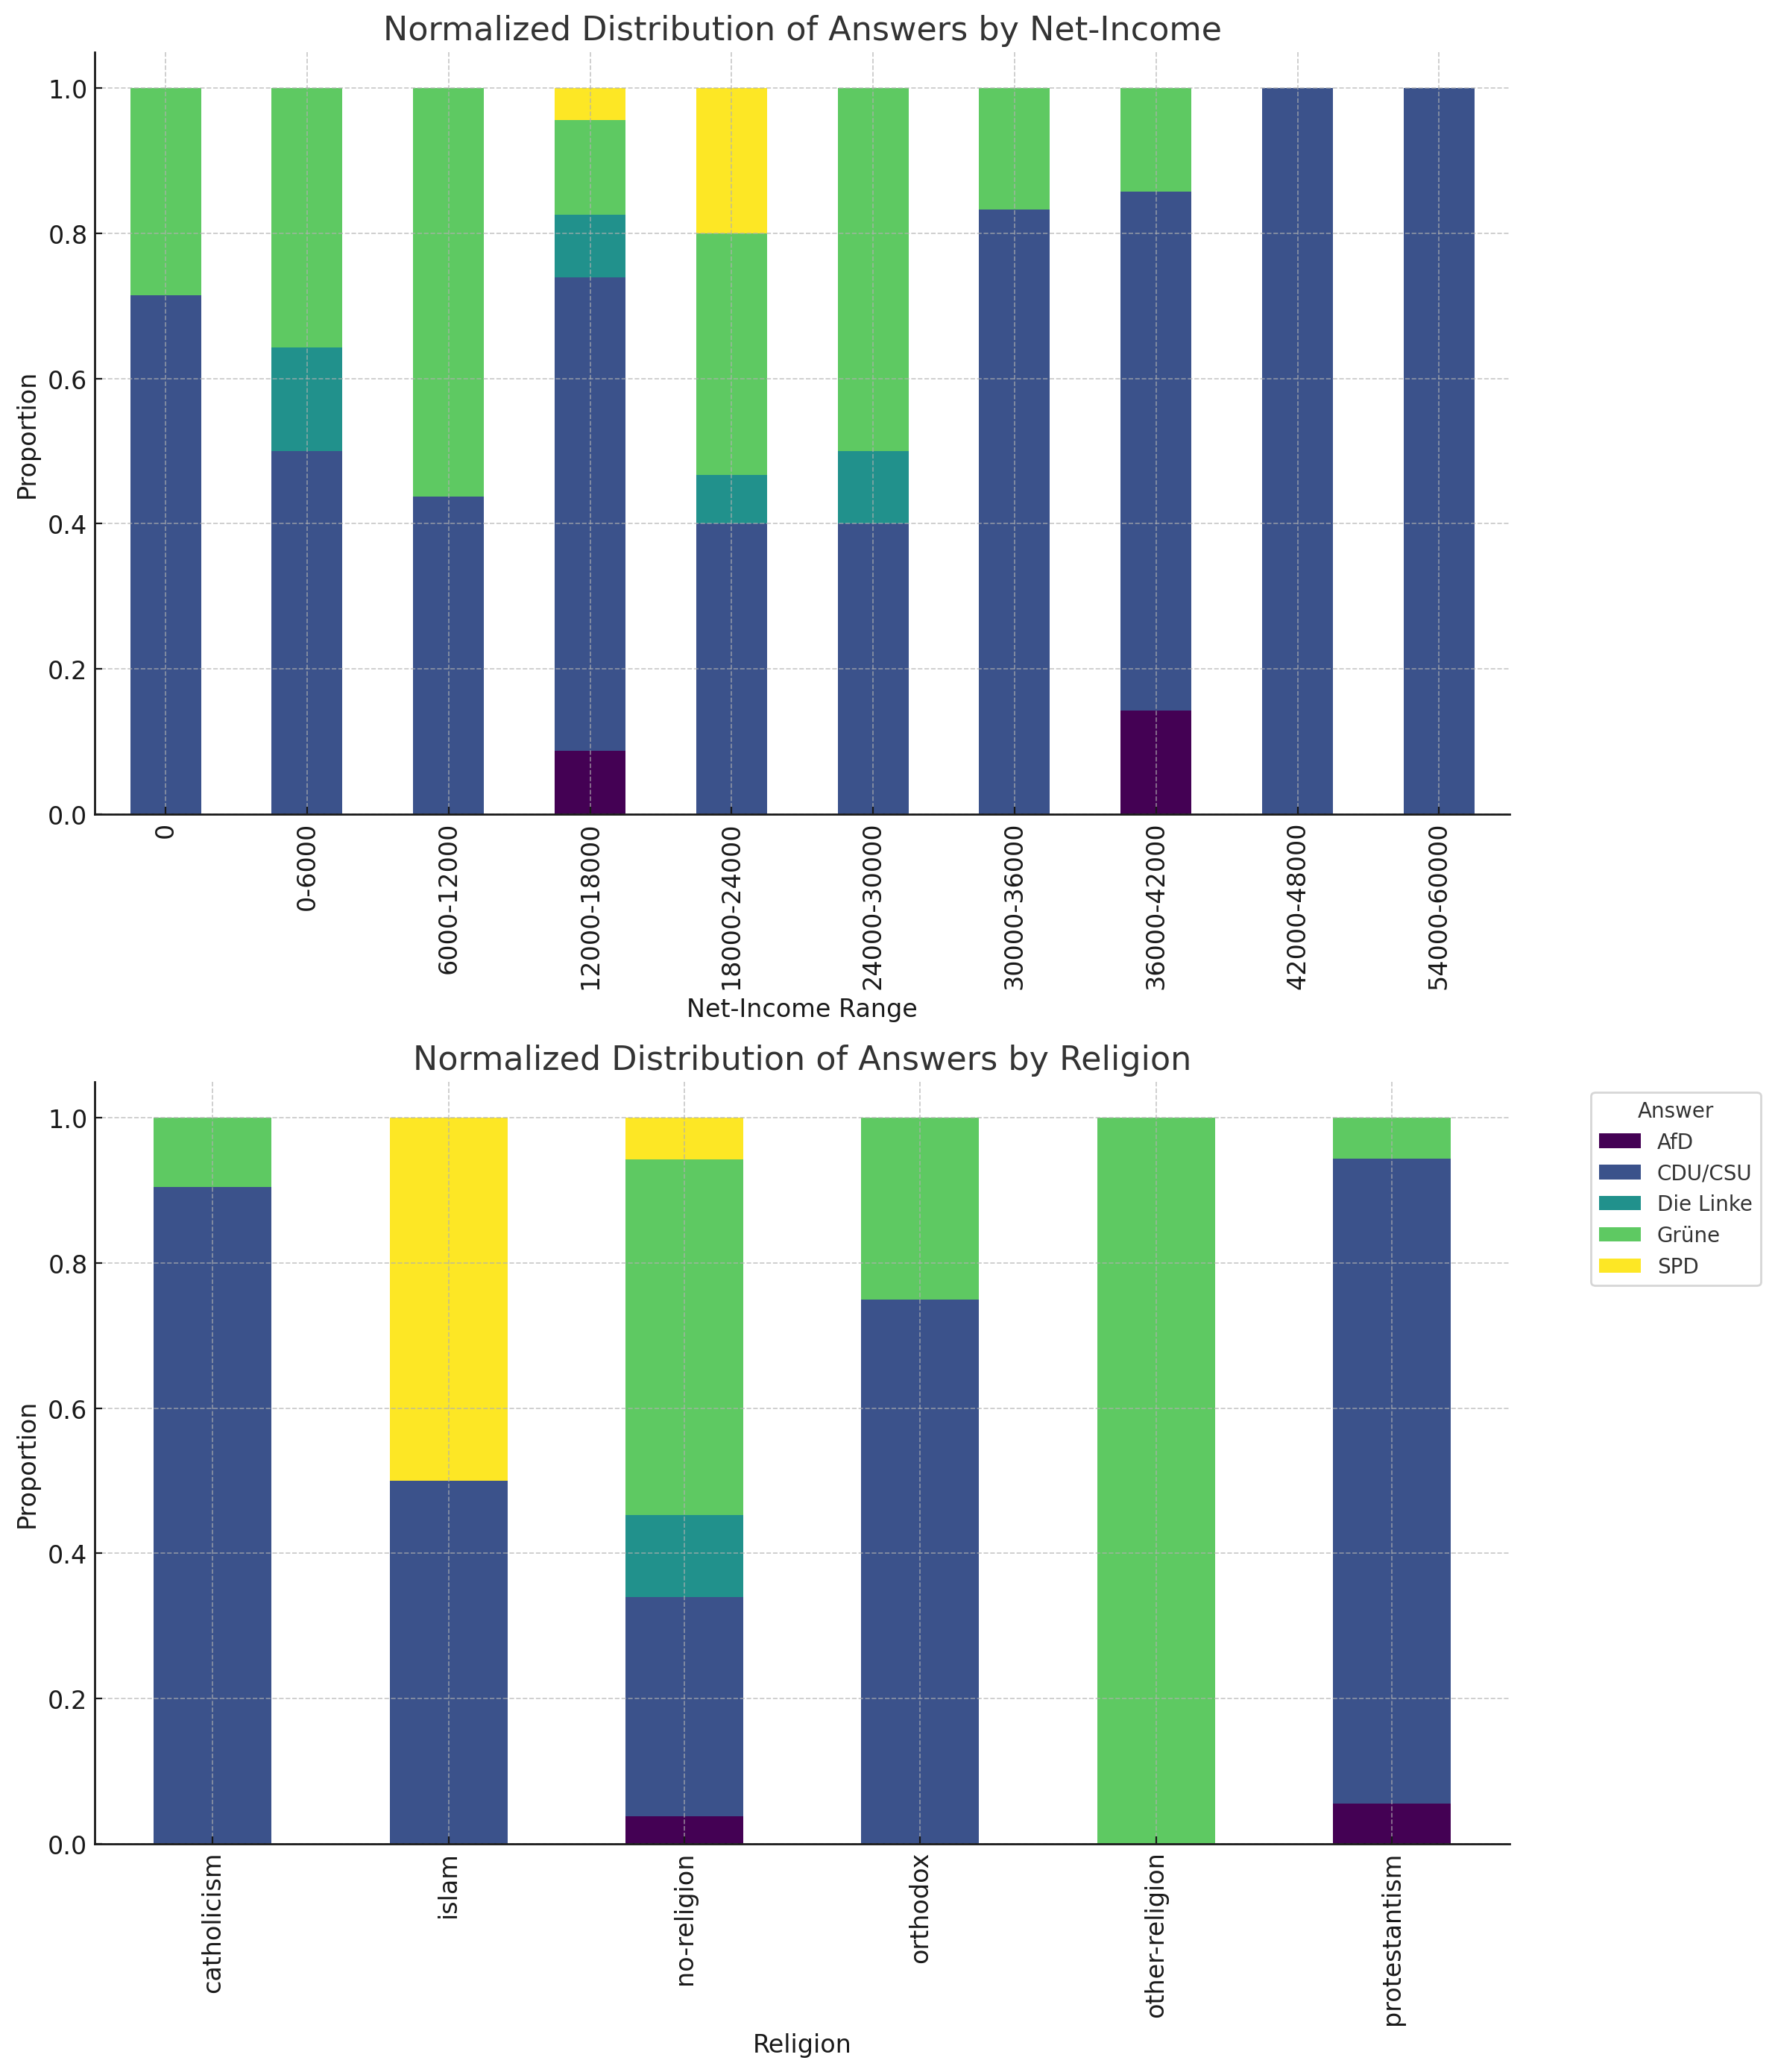 Normalized Distribution of Answers by Net-Income
Proportion
1.0
0.8
0.6
0.4
0.2
0.0
0
0-6000
6000-12000
12000-18000
18000-24000
24000-30000
30000-36000
36000-42000
42000-48000
54000-60000
Net-Income Range
Normalized Distribution of Answers by Religion
Proportion
1.0
0.8
0.6
0.4
0.2
0.0
catholicism
islam
no-religion
orthodox
other-religion
protestantism
Religion
Answer
AfD
CDU/CSU
Die Linke
Grüne
SPD